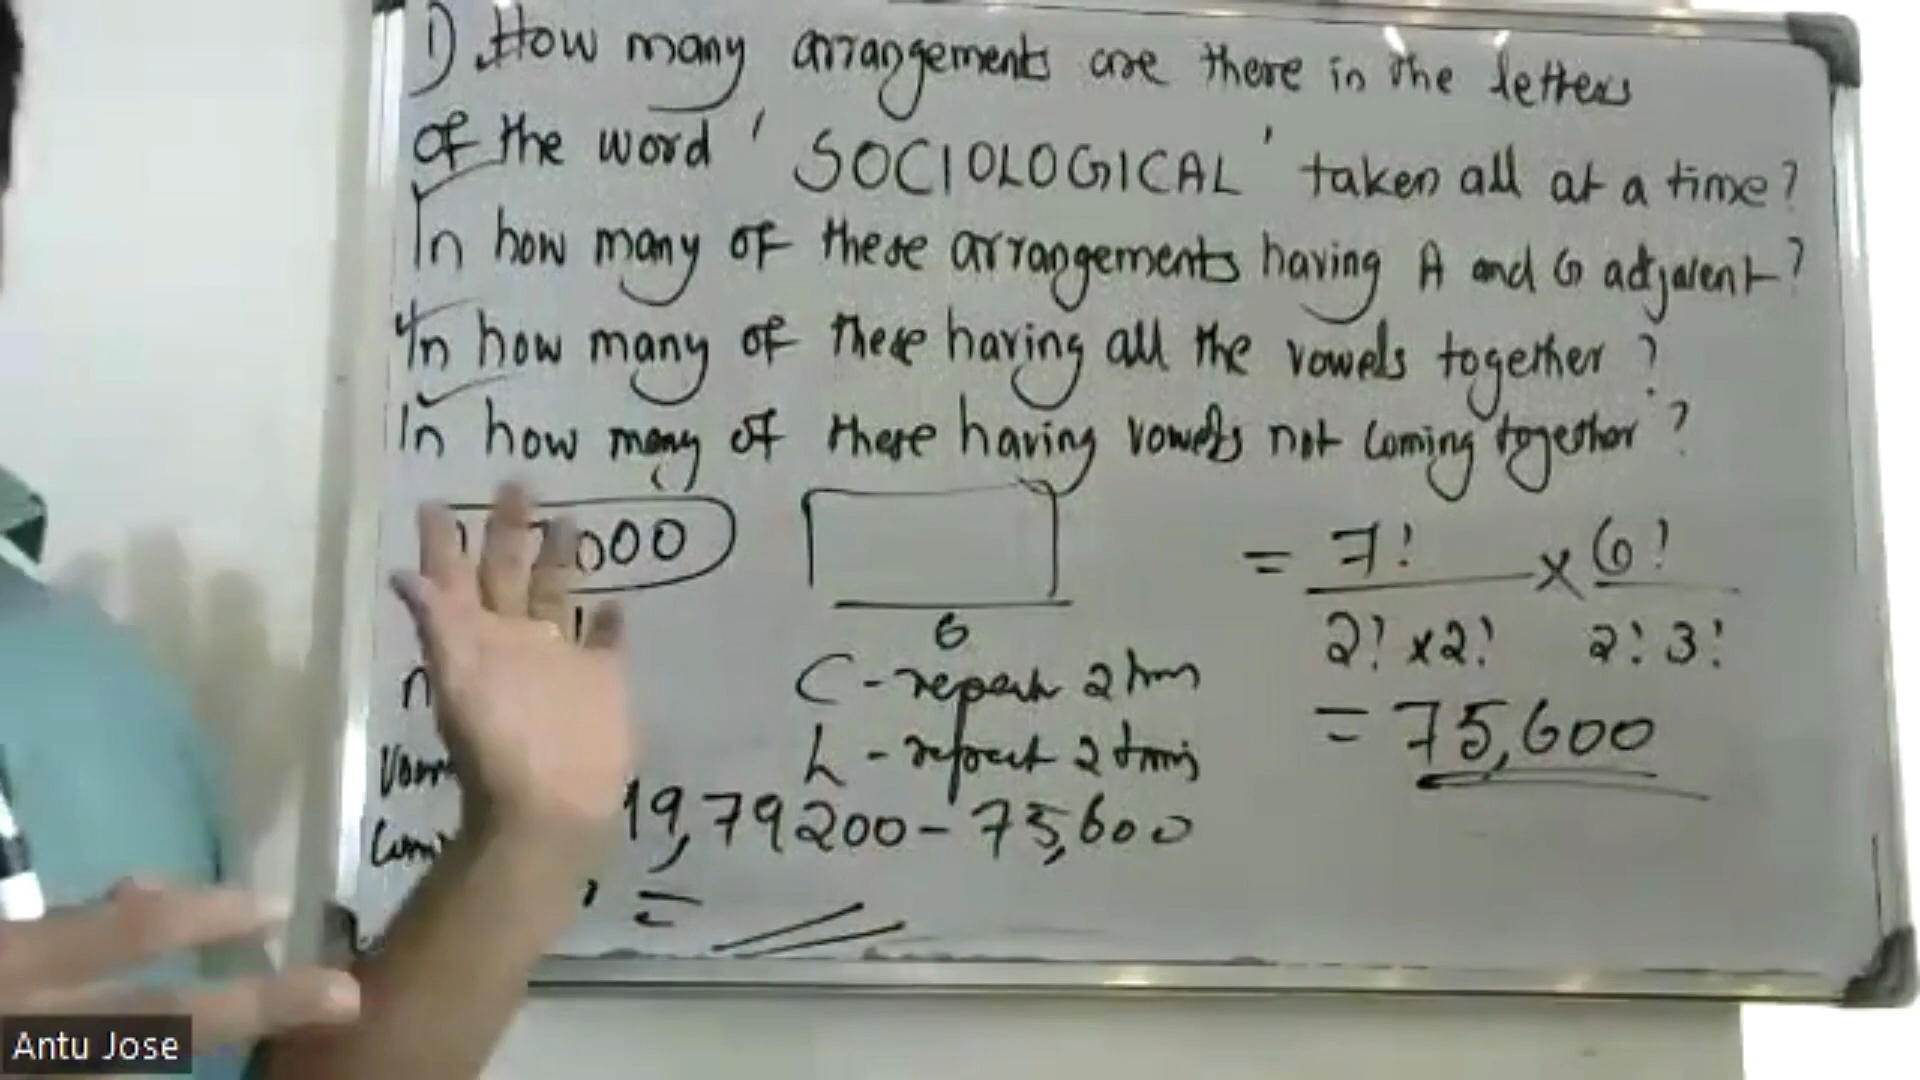 1) How many arrangements are there in the letters
of the word ' SOCIOLOGICAL ' taken all at a time?
In how many of these arrangements having A and G adjacent?
In how many of these having all the vowels together?
In how many of these having vowels not coming together?
000
6
C - repeat 2 times
L - repeat 2 times
19,79200 - 75,600
=
= 7! × 6!
2! × 2! 2! 3!
= 75,600
Antu Jose